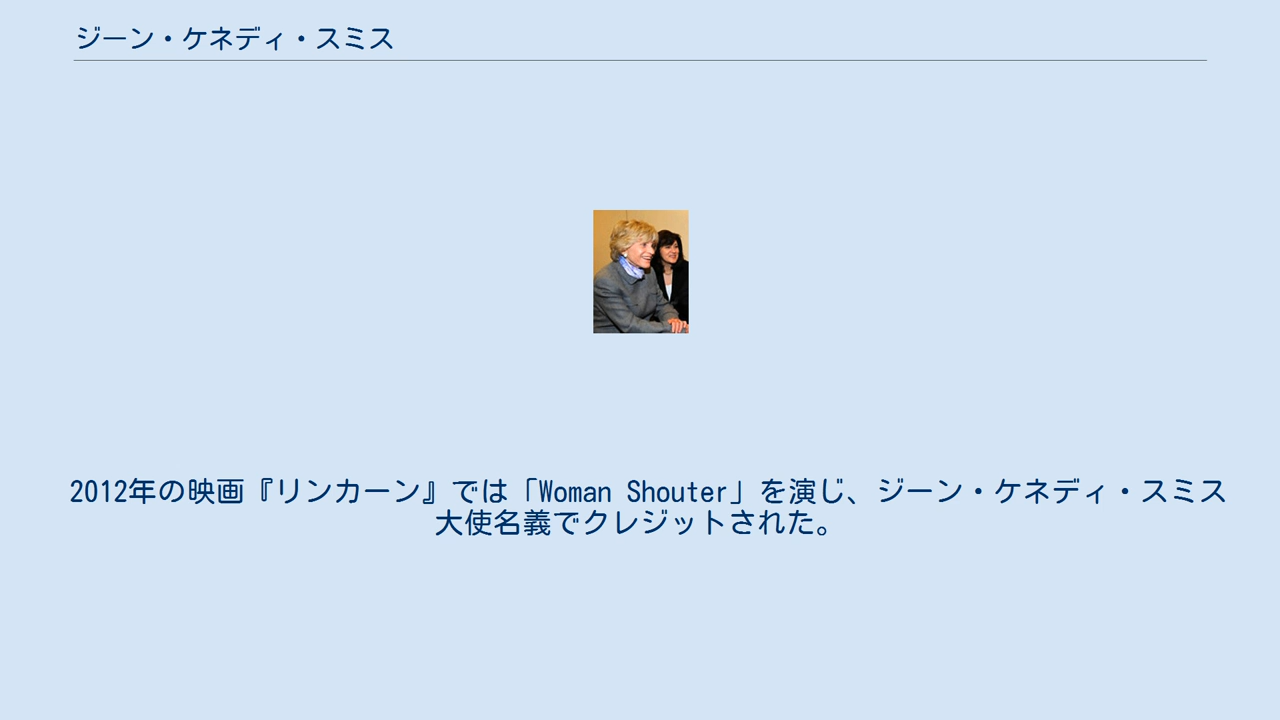 ジーン・ケネディ・スミス
2012年の映画『リンカーン』では「Woman Shouter」を演じ、ジーン・ケネディ・スミス
大使名義でクレジットされた。